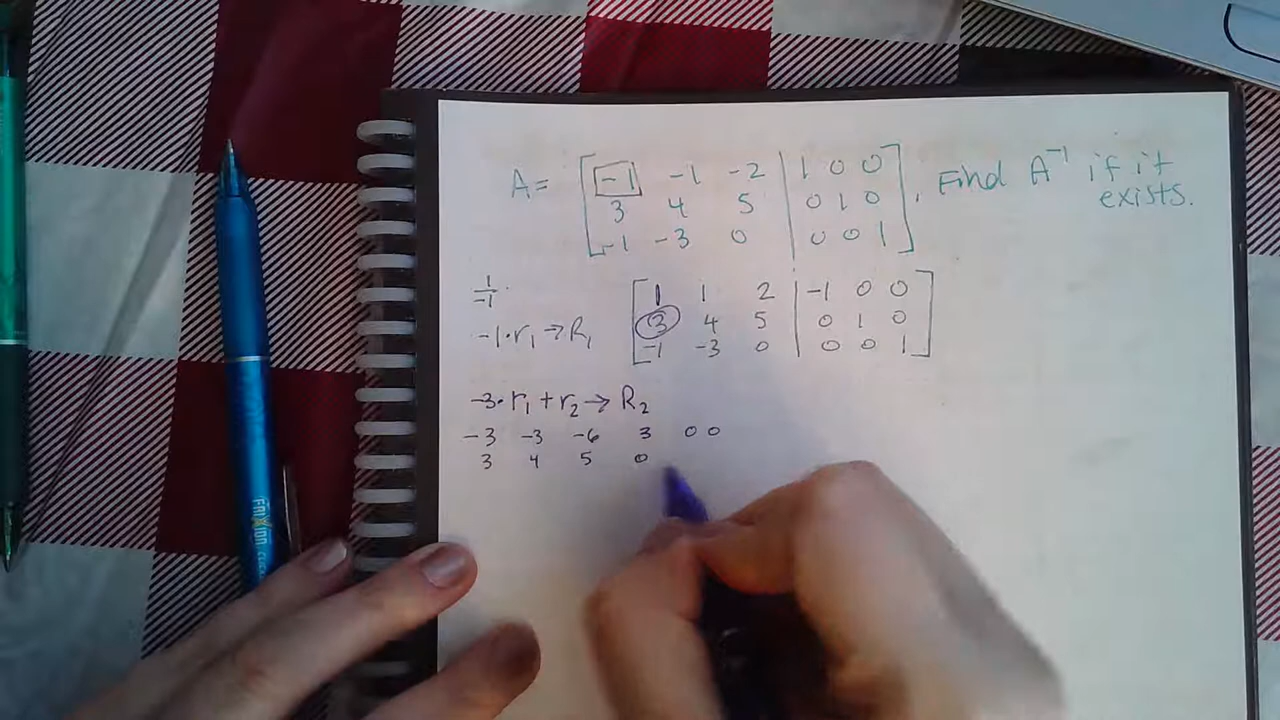 A = [ -1 -1 -2 | 1 0 0 ], Find A⁻¹ if it
3 4 5 | 0 1 0 exists.
-1 -3 0 | 0 0 1
1/-1 · [ 1 1 2 | -1 0 0 ]
-1·r₁→R₁ 3 4 5 | 0 1 0
-1 -3 0 | 0 0 1
-3·r₁+r₂→R₂
-3 -3 -6 3 0 0
3 4 5 0
FRIXION CLICK